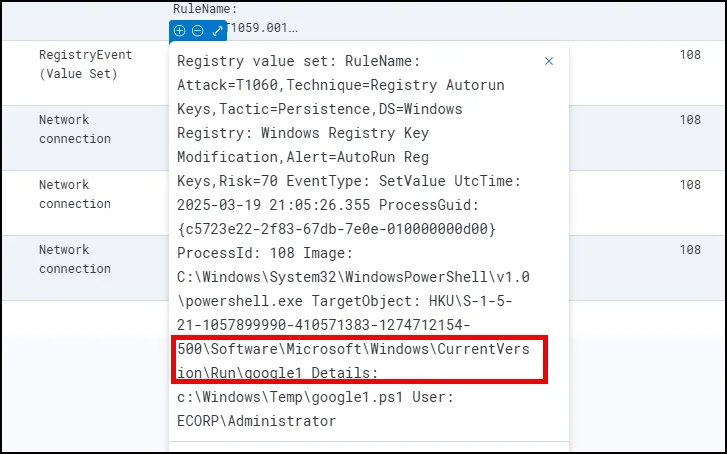 RuleName:
T1059.001...
RegistryEvent
(Value Set)
108
Network
connection
108
Network
connection
108
Network
connection
108
Registry value set: RuleName:
Attack=T1060,Technique=Registry Autorun
Keys,Tactic=Persistence,DS=Windows
Registry: Windows Registry Key
Modification,Alert=AutoRun Reg
Keys,Risk=70 EventType: SetValue UtcTime:
2025-03-19 21:05:26.355 ProcessGuid:
{c5723e22-2f83-67db-7e0e-010000000d00}
ProcessId: 108 Image:
C:\Windows\System32\WindowsPowerShell\v1.0
\powershell.exe TargetObject: HKU\S-1-5-
21-1057899990-410571383-1274712154-
500\Software\Microsoft\Windows\CurrentVers
ion\Run\google1 Details:
c:\Windows\Temp\google1.ps1 User:
ECORP\Administrator